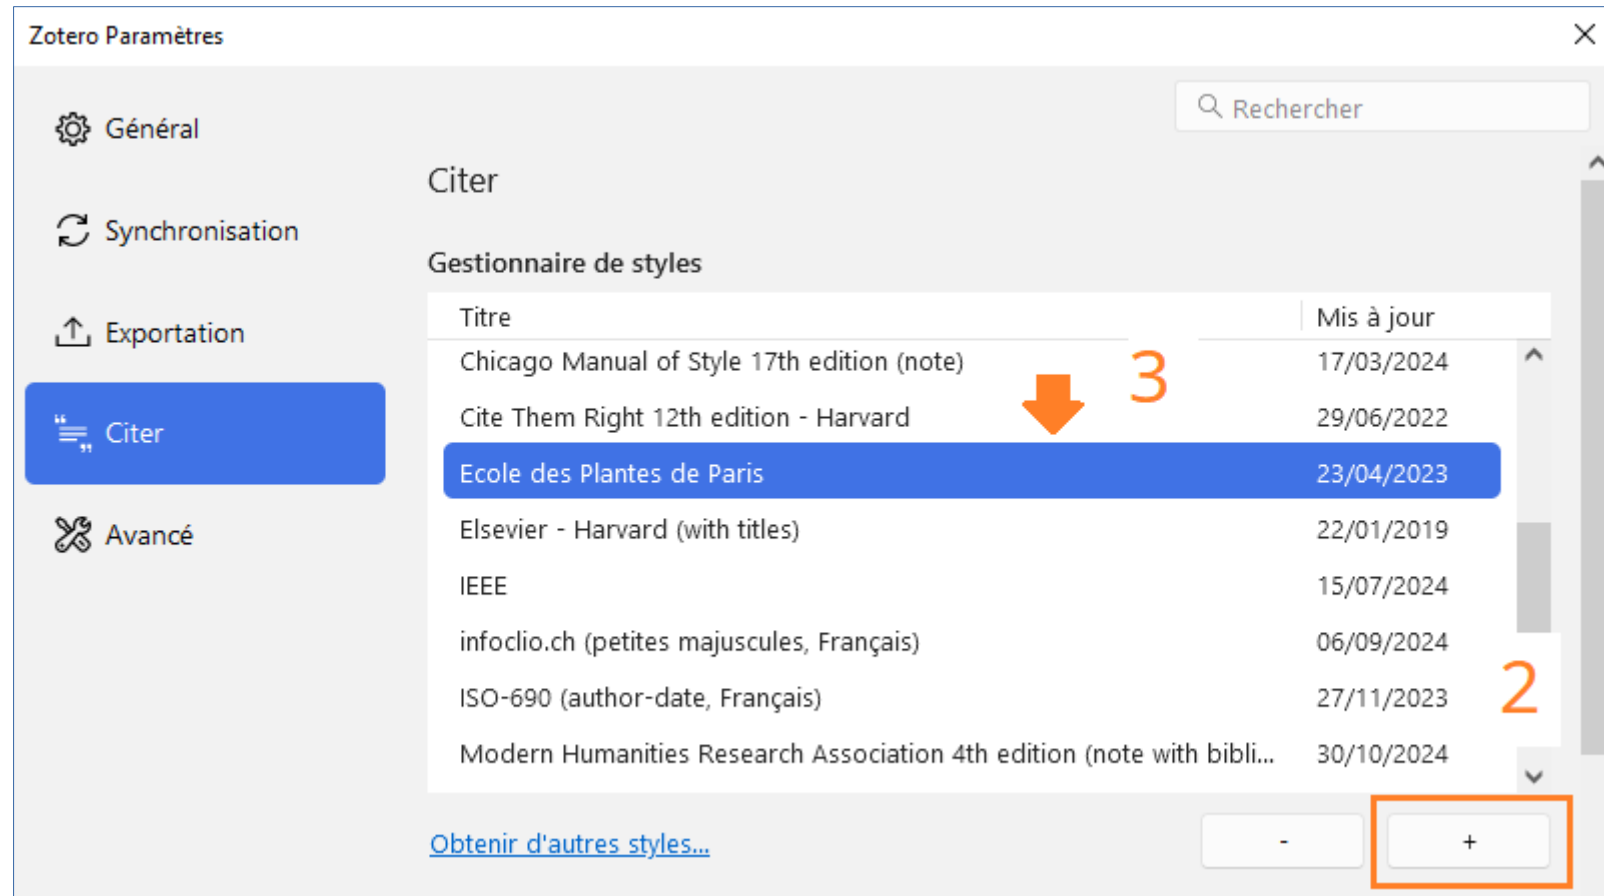 Zotero Paramètres
Rechercher
Général
Synchronisation
Exportation
Citer
Avancé
Citer
Gestionnaire de styles
Titre Mis à jour
Chicago Manual of Style 17th edition (note) 17/03/2024
3
Cite Them Right 12th edition - Harvard 29/06/2022
Ecole des Plantes de Paris 23/04/2023
Elsevier - Harvard (with titles) 22/01/2019
IEEE 15/07/2024
infoclio.ch (petites majuscules, Français) 06/09/2024
ISO-690 (author-date, Français) 27/11/2023
2
Modern Humanities Research Association 4th edition (note with bibli... 30/10/2024
Obtenir d'autres styles... - +